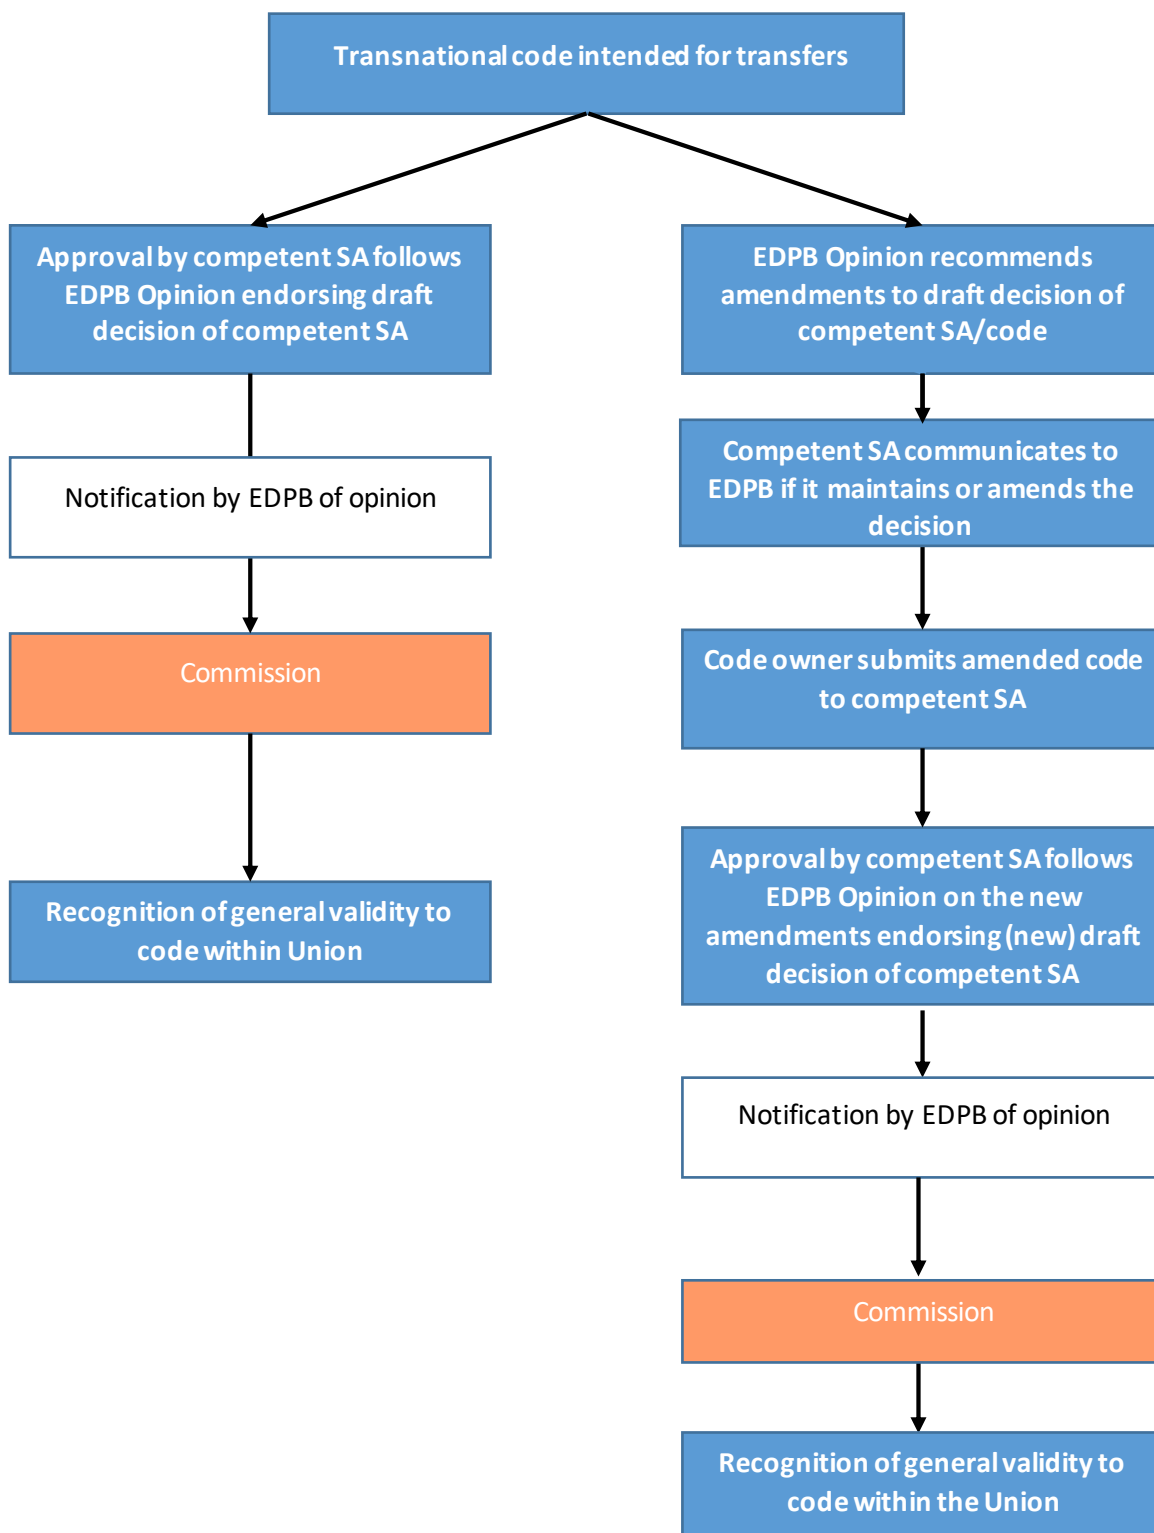 Transnational code intended for transfers
Approval by competent SA follows
EDPB Opinion endorsing draft
decision of competent SA
Notification by EDPB of opinion
Commission
Recognition of general validity to
code within Union
EDPB Opinion recommends
amendments to draft decision of
competent SA/code
Competent SA communicates to
EDPB if it maintains or amends the
decision
Code owner submits amended code
to competent SA
Approval by competent SA follows
EDPB Opinion on the new
amendments endorsing (new) draft
decision of competent SA
Notification by EDPB of opinion
Commission
Recognition of general validity to
code within the Union